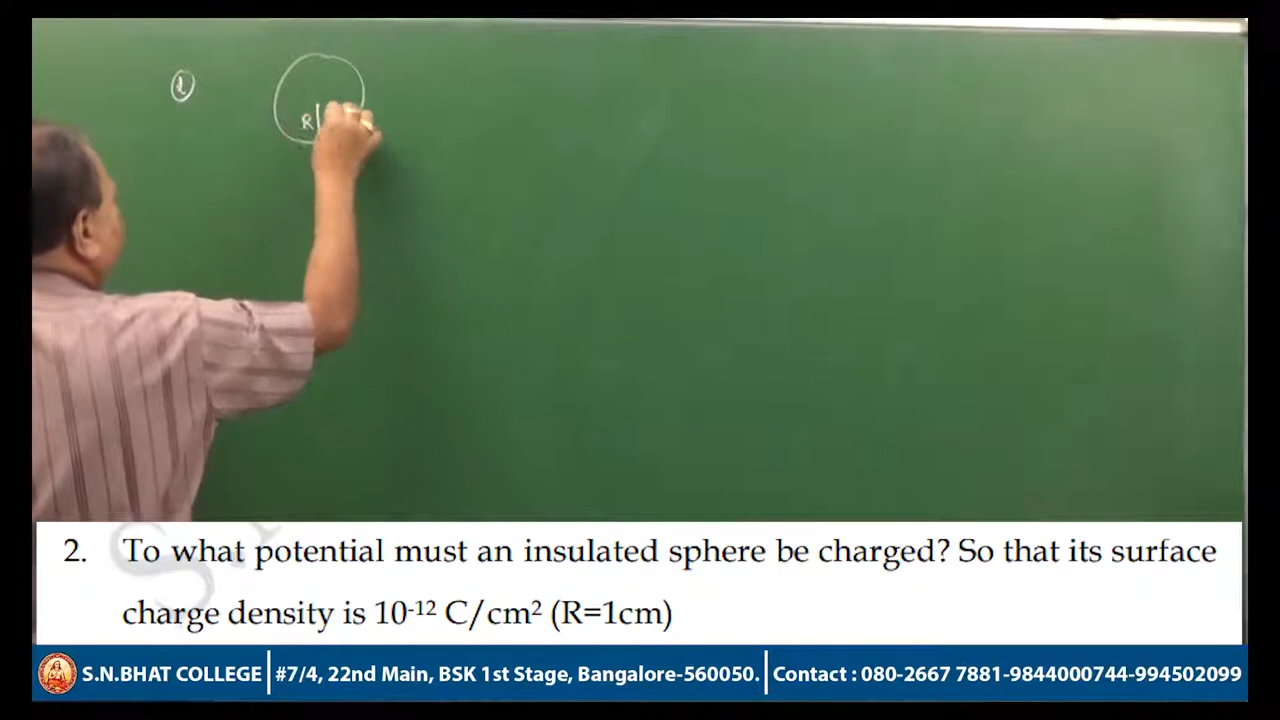 2
R
2. To what potential must an insulated sphere be charged? So that its surface
charge density is 10⁻¹² C/cm² (R=1cm)
S.N.BHAT COLLEGE #7/4, 22nd Main, BSK 1st Stage, Bangalore-560050. Contact : 080-2667 7881-9844000744-994502099